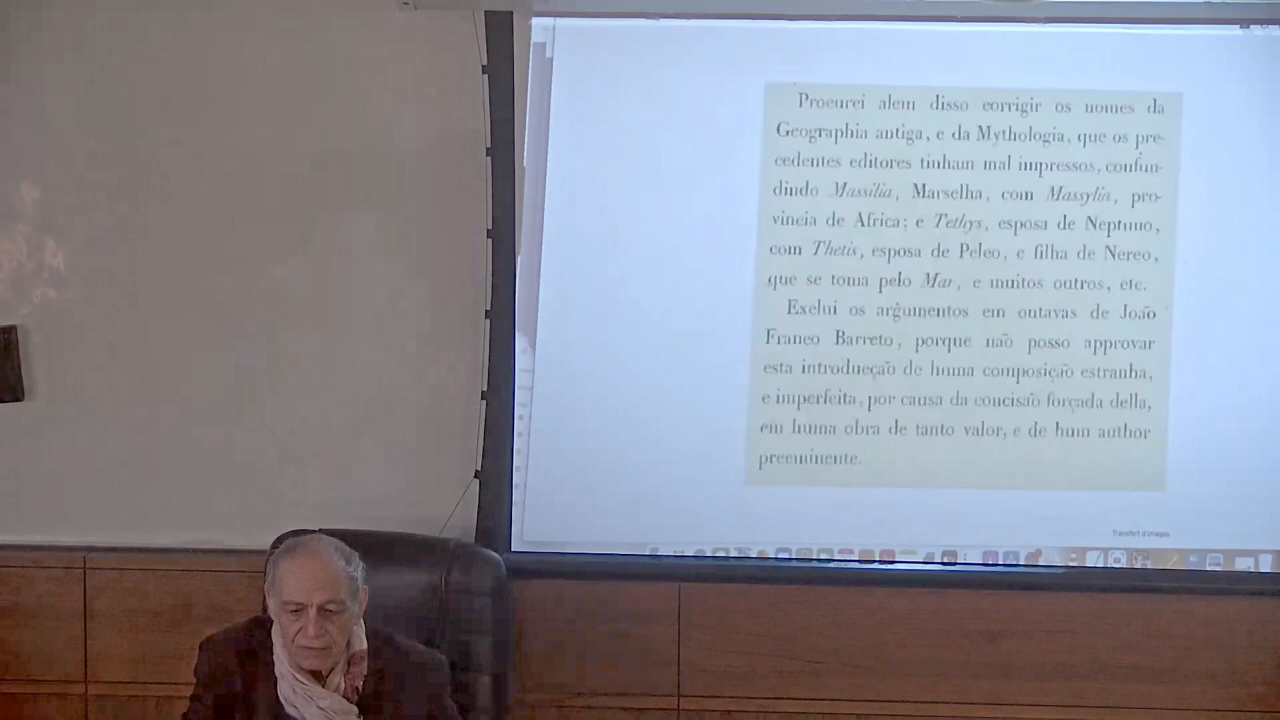 Procurei alem disso corrigir os nomes da
Geographia antiga, e da Mythologia, que os pre-
cedentes editores tinham mal impressos, confun-
dindo Massilia, Marselha, com Massylia, pro-
vincia de Africa; e Tethys, esposa de Neptuno,
com Thetis, esposa de Peleo, e filha de Nereo,
que se toma pelo Mar, e muitos outros, etc.
Exclui os argumentos em outavas de João
Franco Barreto, porque não posso approvar
esta introducção de huma composição estranha,
e imperfeita, por causa da concisão forçada della,
em huma obra de tanto valor, e de hum author
preeminente.
Transfert d'images